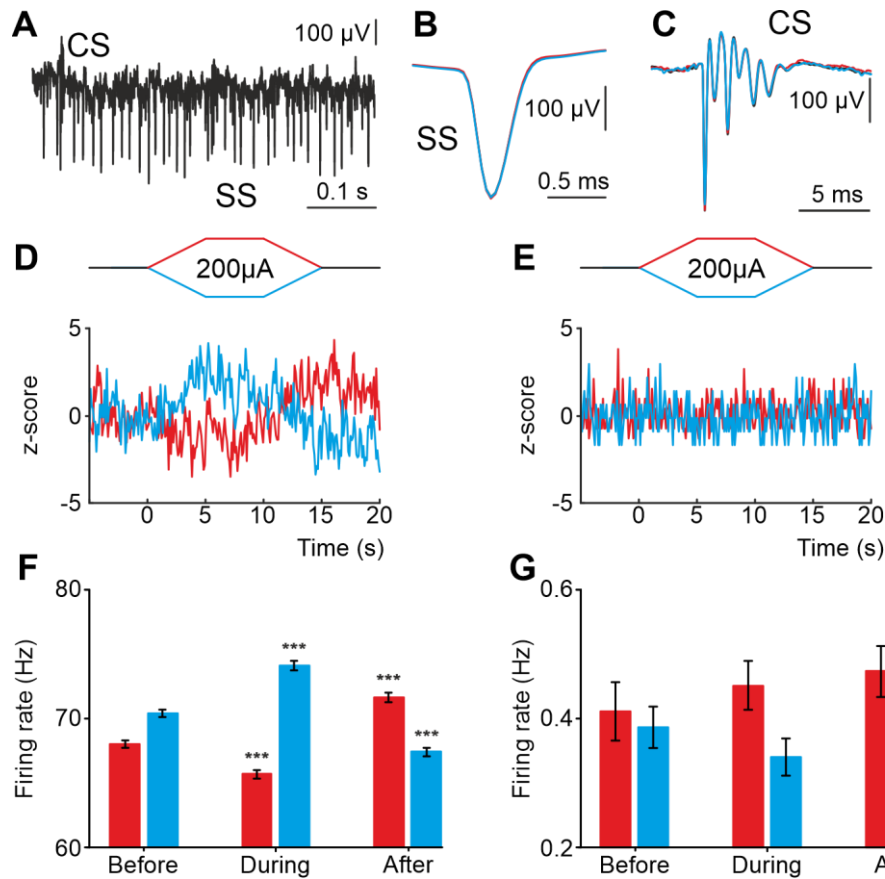 A
CS
100 µV
SS
0.1 s
B
SS
100 µV
0.5 ms
C
CS
100 µV
5 ms
D
200µA
z-score
5
0
-5
0 5 10 15 20
Time (s)
E
200µA
z-score
5
0
-5
0 5 10 15 20
Time (s)
F
Firing rate (Hz)
80
70
60
*** *** *** ***
Before During After
G
Firing rate (Hz)
0.6
0.4
0.2
Before During A